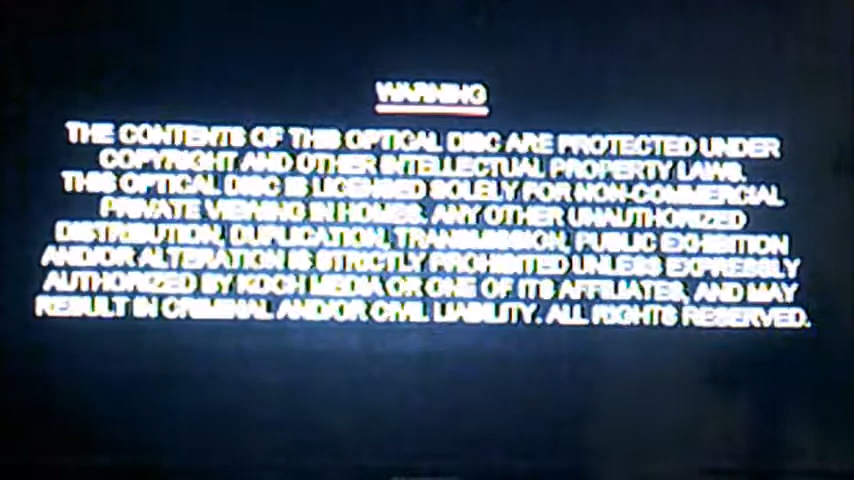 WARNING
THE CONTENTS OF THIS OPTICAL DISC ARE PROTECTED UNDER
COPYRIGHT AND OTHER INTELLECTUAL PROPERTY LAWS.
THIS OPTICAL DISC IS LICENSED SOLELY FOR NON-COMMERCIAL
PRIVATE VIEWING IN HOMES. ANY OTHER UNAUTHORIZED
DISTRIBUTION, DUPLICATION, TRANSMISSION, PUBLIC EXHIBITION
AND/OR ALTERATION IS STRICTLY PROHIBITED UNLESS EXPRESSLY
AUTHORIZED BY KOCH MEDIA OR ONE OF ITS AFFILIATES, AND MAY
RESULT IN CRIMINAL AND/OR CIVIL LIABILITY. ALL RIGHTS RESERVED.